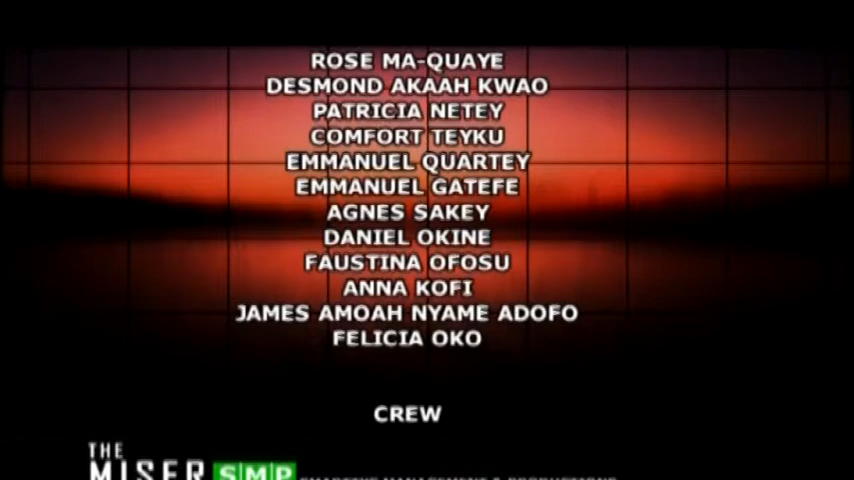 ROSE MA-QUAYE
DESMOND AKAAH KWAO
PATRICIA NETEY
COMFORT TEYKU
EMMANUEL QUARTEY
EMMANUEL GATEFE
AGNES SAKEY
DANIEL OKINE
FAUSTINA OFOSU
ANNA KOFI
JAMES AMOAH NYAME ADOFO
FELICIA OKO
CREW
THE
MISER SMP